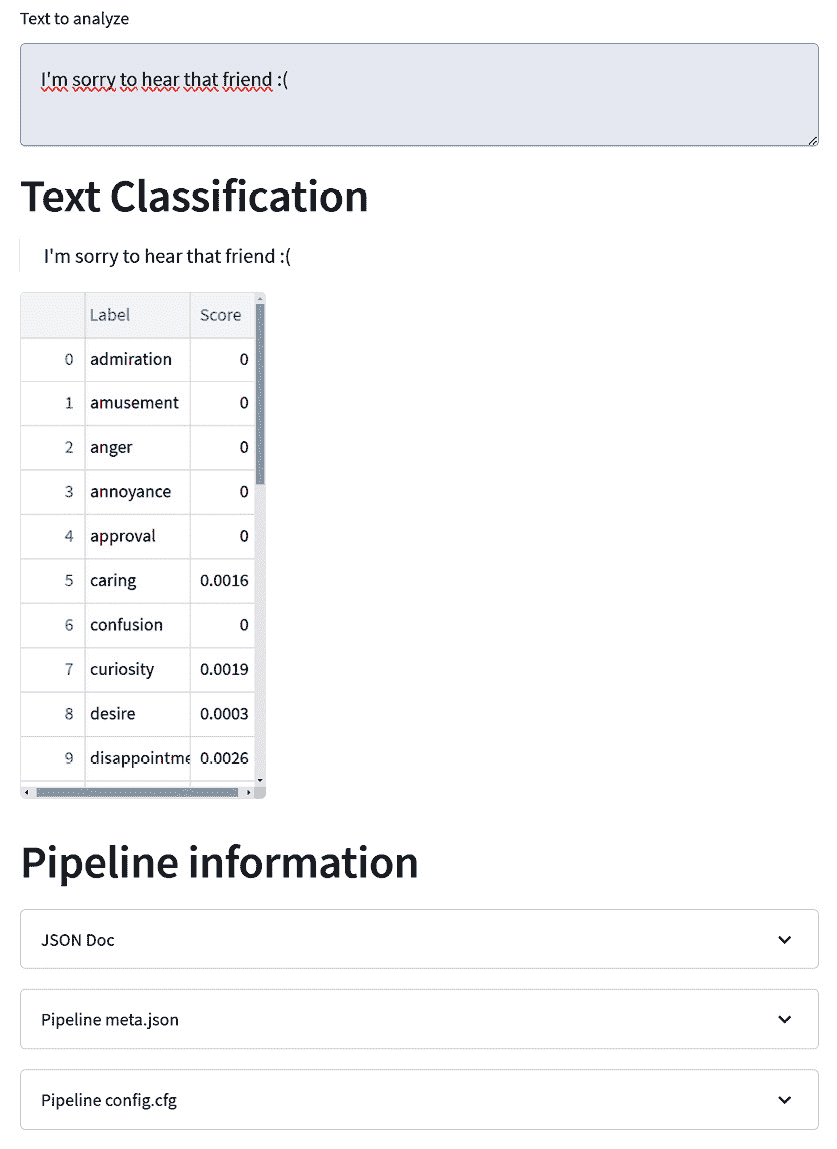 Text to analyze
I'm sorry to hear that friend :(
Text Classification
I'm sorry to hear that friend :(
Label Score
0 admiration 0
1 amusement 0
2 anger 0
3 annoyance 0
4 approval 0
5 caring 0.0016
6 confusion 0
7 curiosity 0.0019
8 desire 0.0003
9 disappointme 0.0026
Pipeline information
JSON Doc
Pipeline meta.json
Pipeline config.cfg